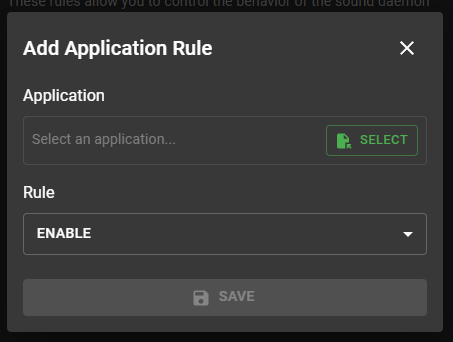 These rules allow you to control the behavior of the sound daemon
Add Application Rule
Application
Select an application...
SELECT
Rule
ENABLE
SAVE